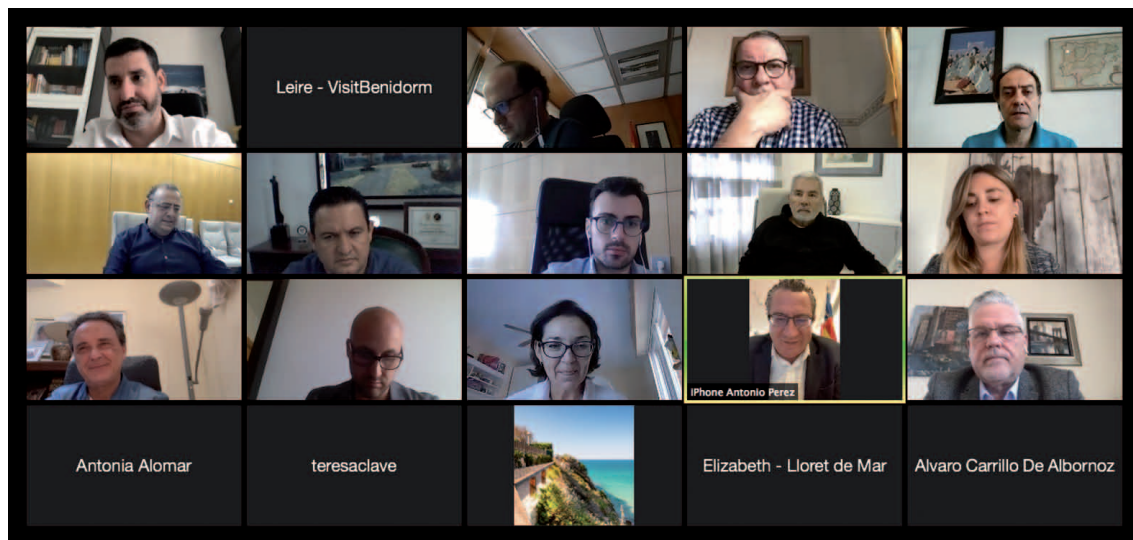 Leire - VisitBenidorm
iPhone Antonio Perez
Antonia Alomar
teresaclave
Elizabeth - Lloret de Mar
Alvaro Carrillo De Albornoz